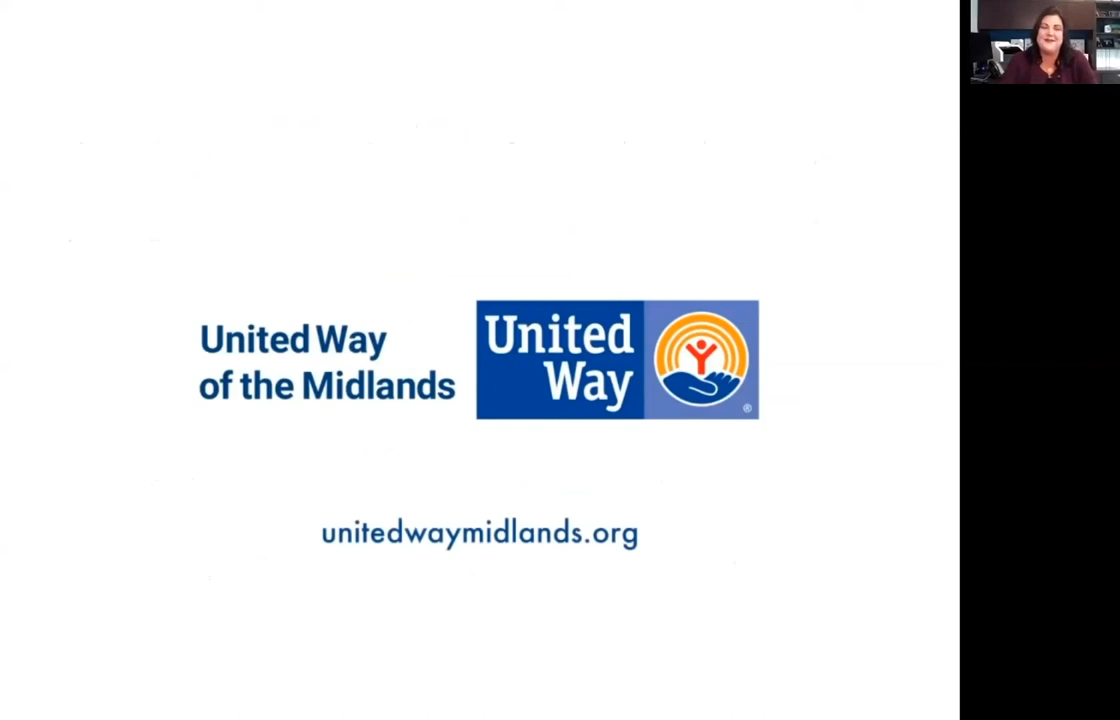 United Way
of the Midlands
United
Way
®
unitedwaymidlands.org